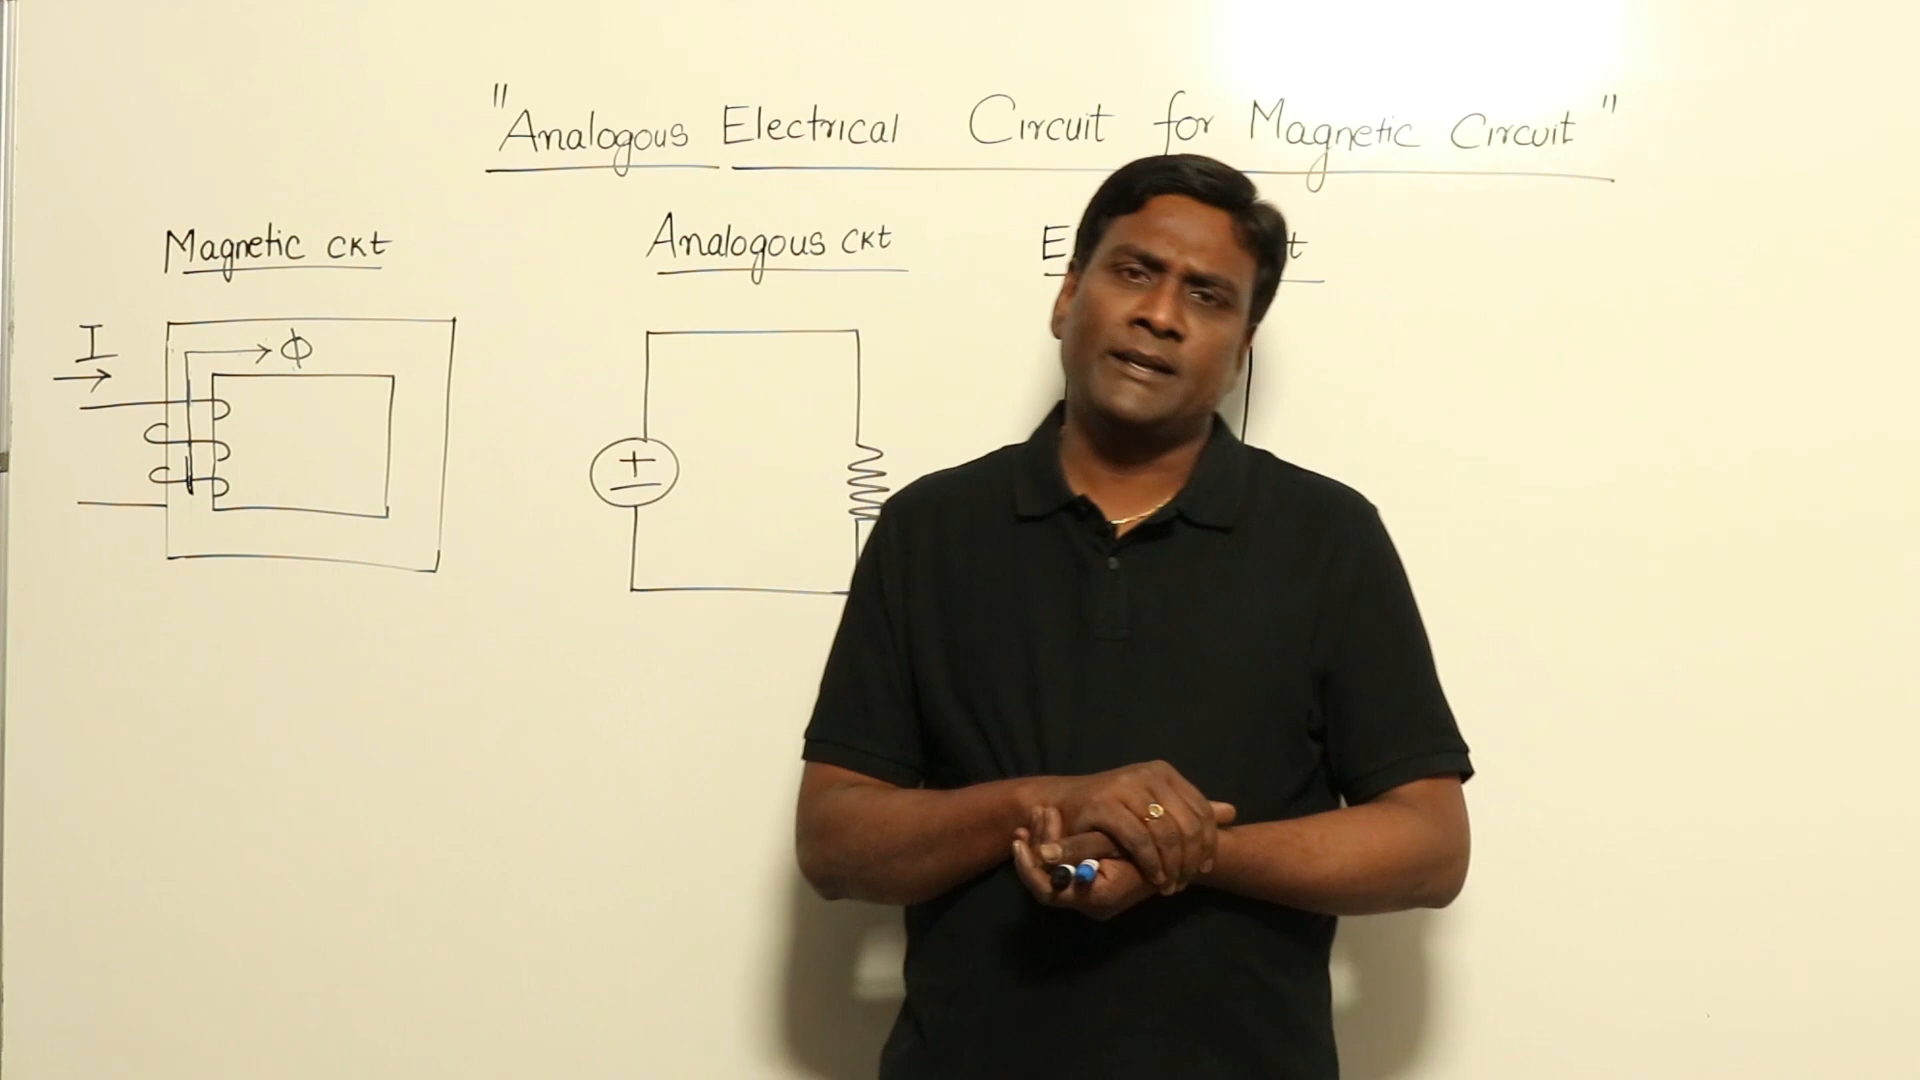 "Analogous Electrical Circuit for Magnetic Circuit"
Magnetic ckt
Analogous ckt
I
Φ
+
−